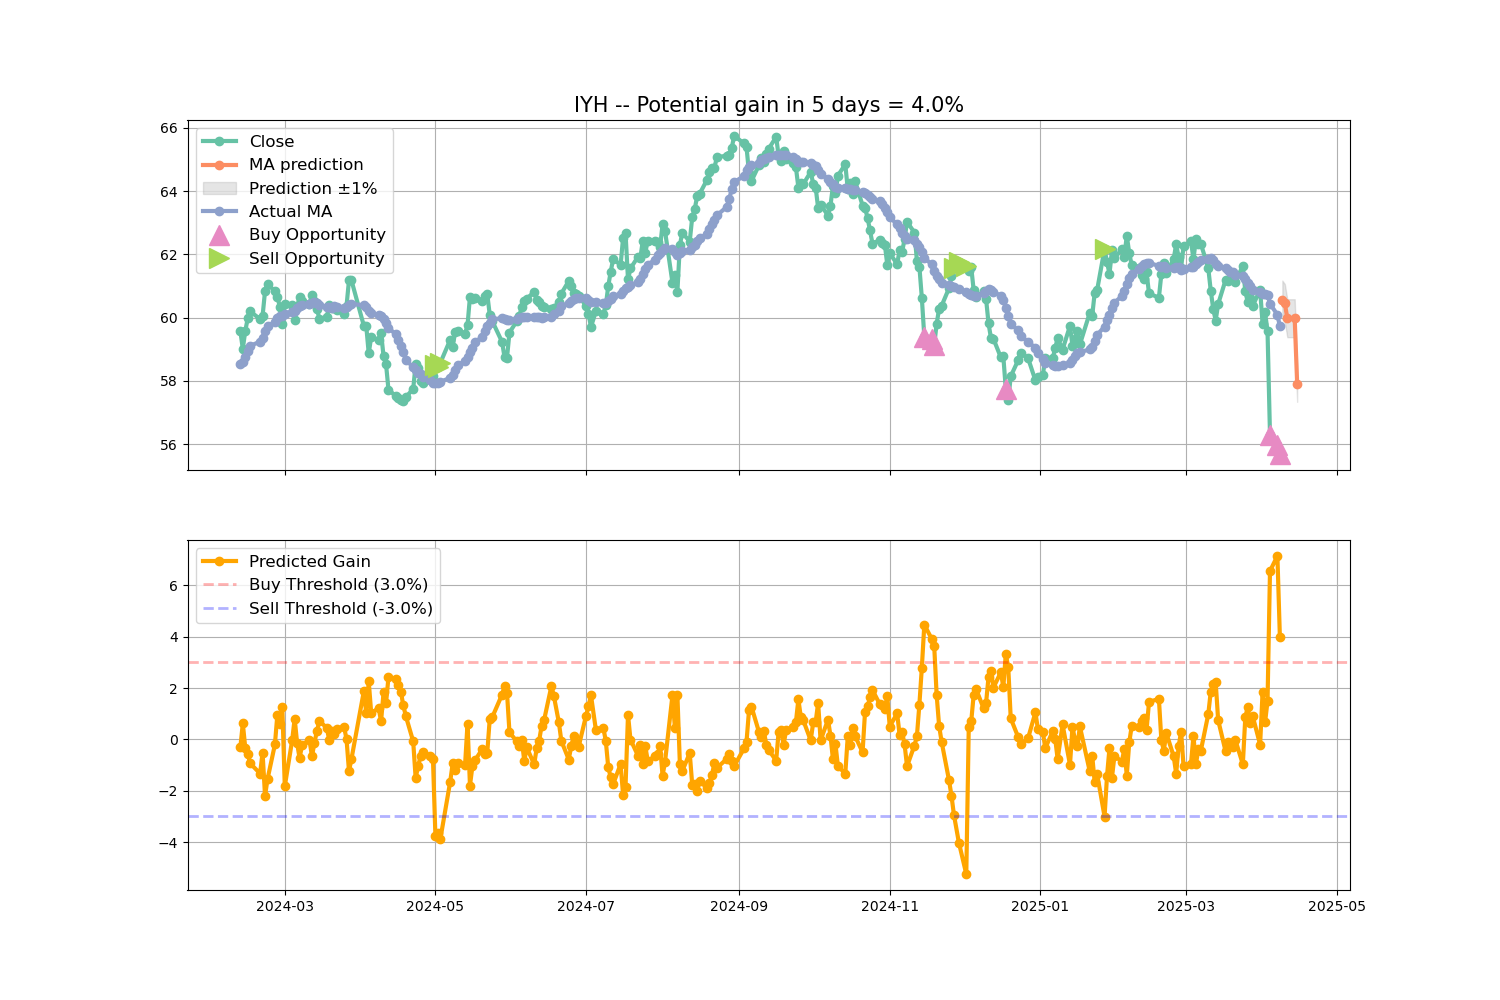 IYH -- Potential gain in 5 days = 4.0%
66
64
62
60
58
56
Close
MA prediction
Prediction ±1%
Actual MA
Buy Opportunity
Sell Opportunity
6
4
2
0
−2
−4
Predicted Gain
Buy Threshold (3.0%)
Sell Threshold (-3.0%)
2024-03
2024-05
2024-07
2024-09
2024-11
2025-01
2025-03
2025-05